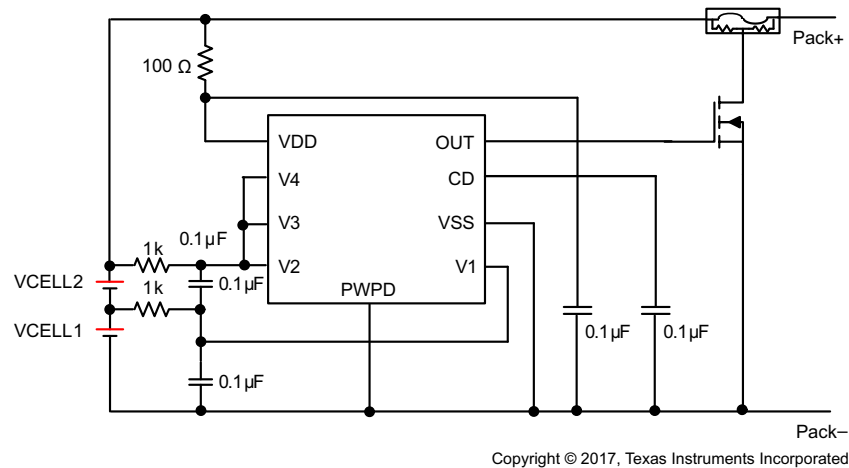 Pack+
100 Ω
VDD
OUT
V4
CD
V3
VSS
0.1µF
1k
V2
V1
VCELL2
0.1µF
1k
PWPD
VCELL1
0.1µF
0.1µF
0.1µF
Pack–
Copyright © 2017, Texas Instruments Incorporated